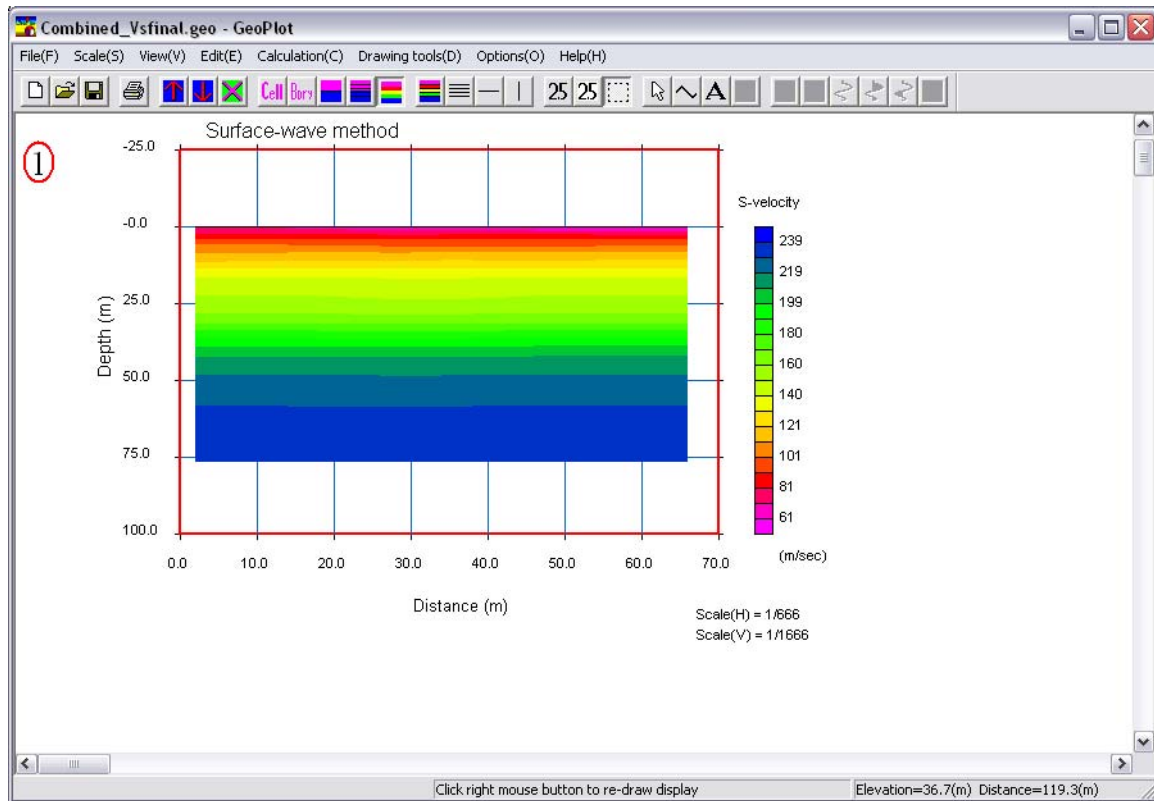 Combined_Vsfinal.geo - GeoPlot
File(F) Scale(S) View(V) Edit(E) Calculation(C) Drawing tools(D) Options(O) Help(H)
Cell Bory 25 25 A
1
Surface-wave method
-25.0
-0.0
25.0
50.0
75.0
100.0
Depth (m)
0.0 10.0 20.0 30.0 40.0 50.0 60.0 70.0
Distance (m)
S-velocity
239
219
199
180
160
140
121
101
81
61
(m/sec)
Scale(H) = 1/666
Scale(V) = 1/1666
Click right mouse button to re-draw display Elevation=36.7(m) Distance=119.3(m)